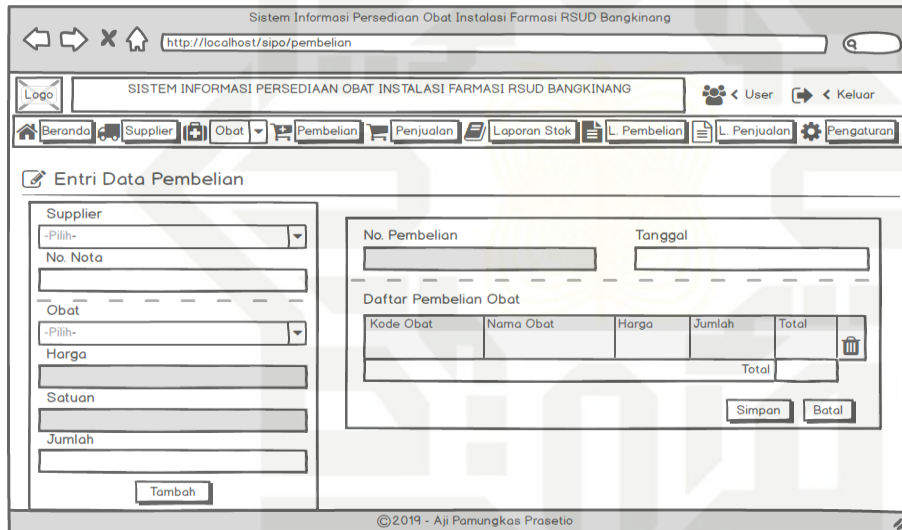 Sistem Informasi Persediaan Obat Instalasi Farmasi RSUD Bangkinang
http://localhost/sipo/pembelian
Logo
SISTEM INFORMASI PERSEDIAAN OBAT INSTALASI FARMASI RSUD BANGKINANG
< User < Keluar
Beranda Supplier Obat Pembelian Penjualan Laporan Stok L. Pembelian L. Penjualan Pengaturan
Entri Data Pembelian
Supplier
-Pilih-
No. Nota
Obat
-Pilih-
Harga
Satuan
Jumlah
Tambah
No. Pembelian Tanggal
Daftar Pembelian Obat
Kode Obat Nama Obat Harga Jumlah Total
Total
Simpan Batal
©2019 - Aji Pamungkas Prasetio